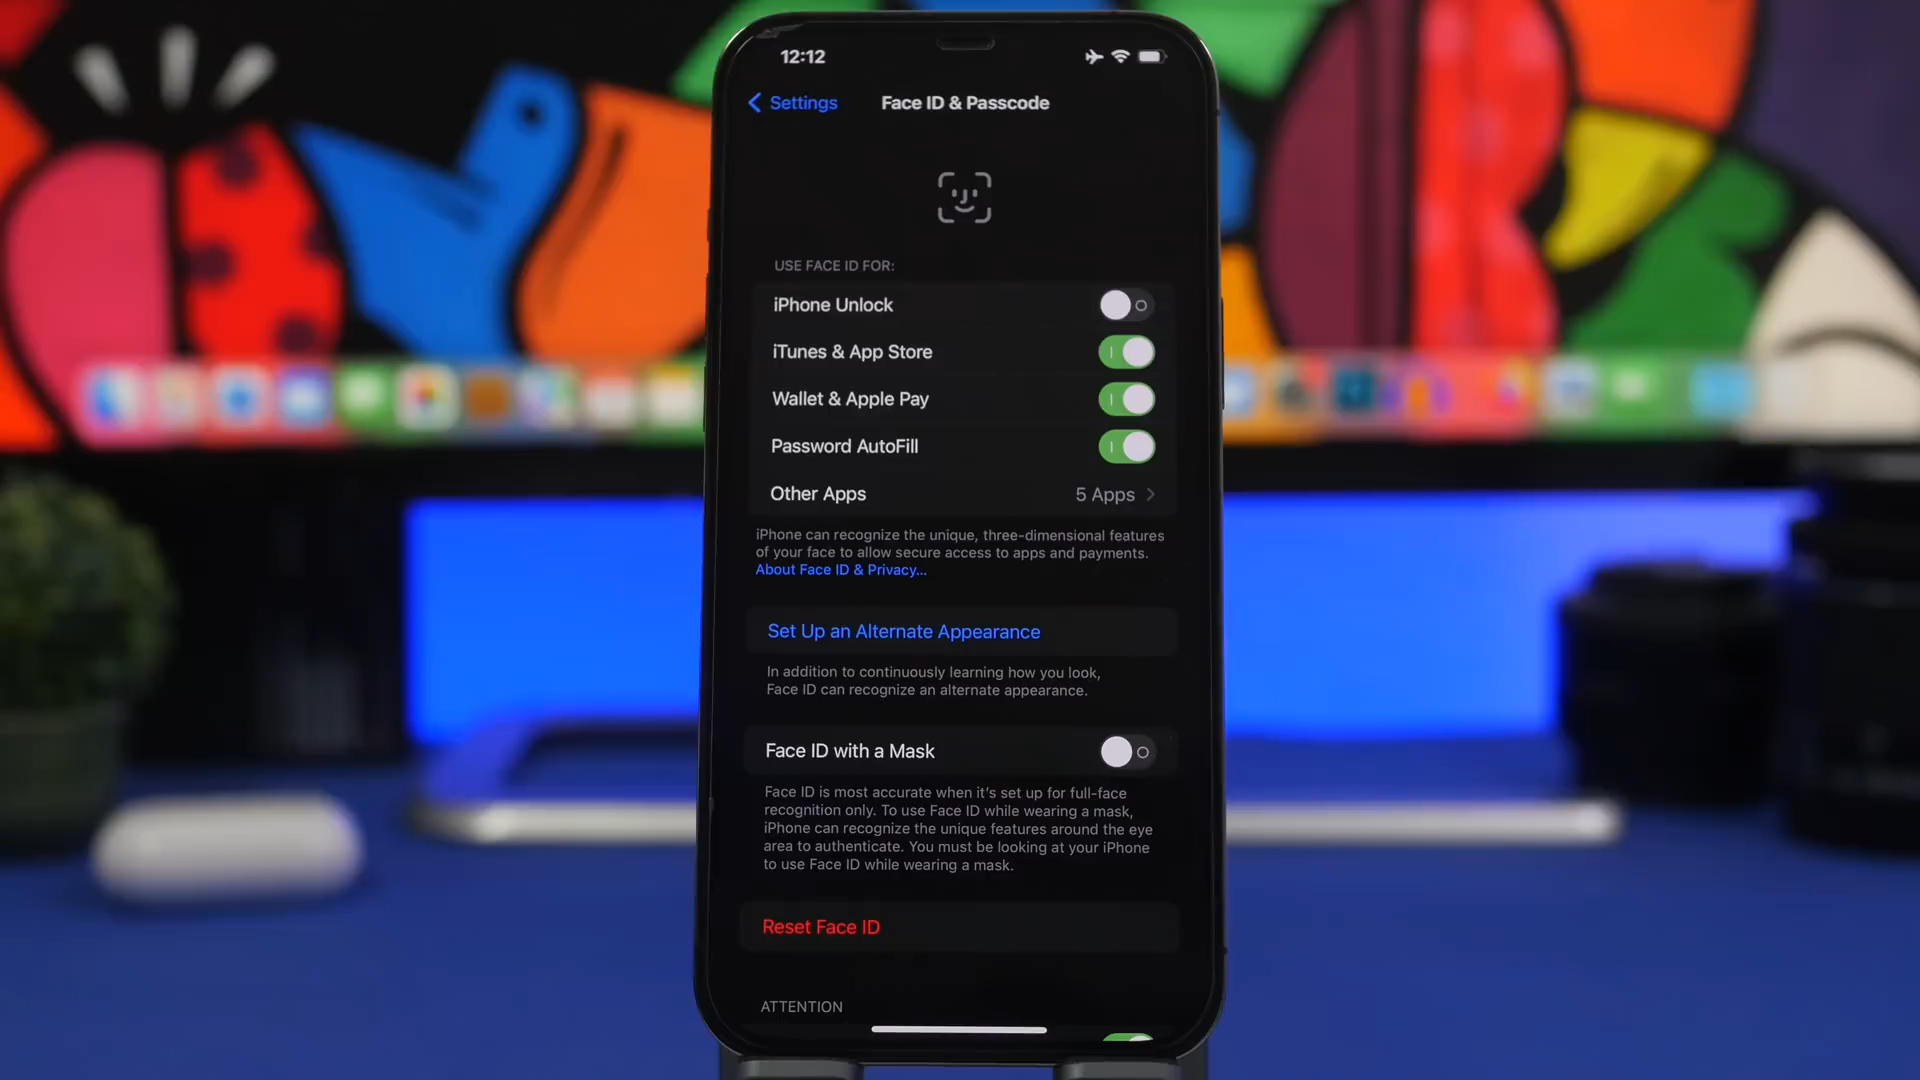 12:12
Settings
Face ID & Passcode
USE FACE ID FOR:
iPhone Unlock
iTunes & App Store
Wallet & Apple Pay
Password AutoFill
Other Apps
5 Apps
iPhone can recognize the unique, three-dimensional features
of your face to allow secure access to apps and payments.
About Face ID & Privacy...
Set Up an Alternate Appearance
In addition to continuously learning how you look,
Face ID can recognize an alternate appearance.
Face ID with a Mask
Face ID is most accurate when it's set up for full-face
recognition only. To use Face ID while wearing a mask,
iPhone can recognize the unique features around the eye
area to authenticate. You must be looking at your iPhone
to use Face ID while wearing a mask.
Reset Face ID
ATTENTION